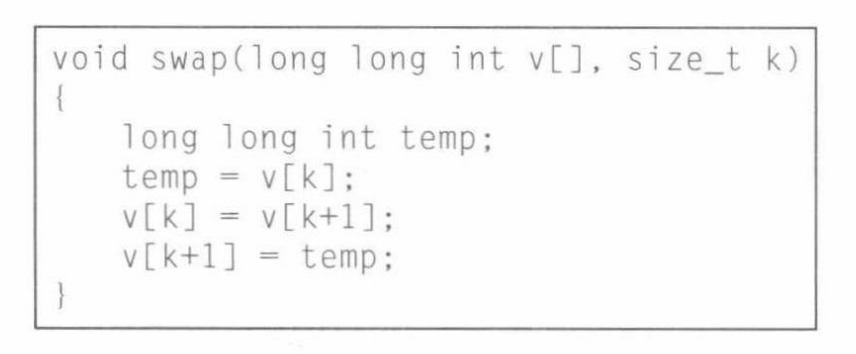 void swap(long long int v[], size_t k)
{
    long long int temp;
    temp = v[k];
    v[k] = v[k+1];
    v[k+1] = temp;
}